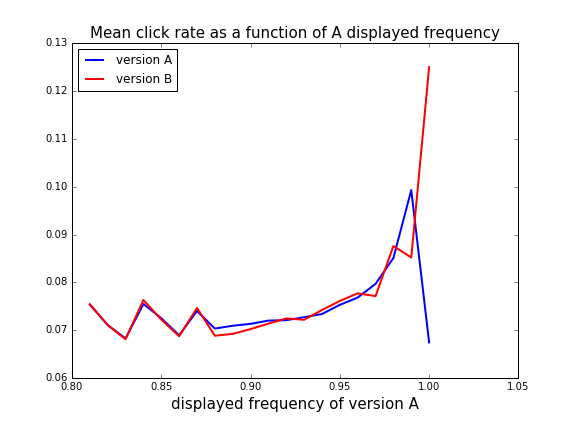 Mean click rate as a function of A displayed frequency
0.13
version A
version B
0.12
0.11
0.10
0.09
0.08
0.07
0.06
0.80 0.85 0.90 0.95 1.00 1.05
displayed frequency of version A